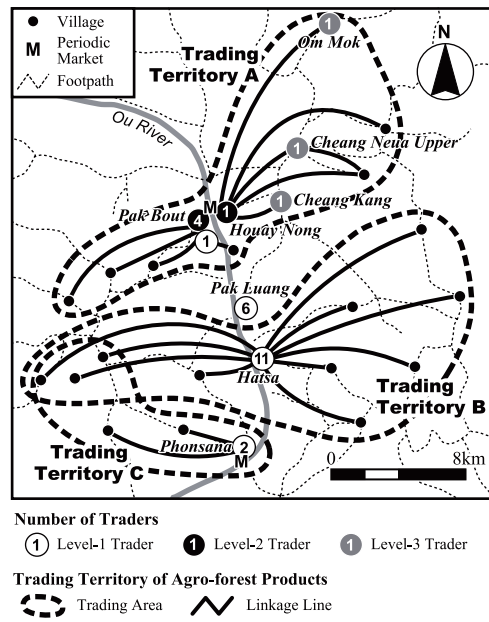 Village
M Periodic
Market
Footpath
Trading
Territory A
Om Mok
1
N
Ou River
Cheang Neua Upper
1
Cheang Kang
1
M
Pak Bout
4
1
Houay Nong
1
Pak Luang
6
11
Hatsa
Trading
Territory B
Phonsana
2
M
Trading
Territory C
0 8km
Number of Traders
1 Level-1 Trader 1 Level-2 Trader 1 Level-3 Trader
Trading Territory of Agro-forest Products
Trading Area Linkage Line